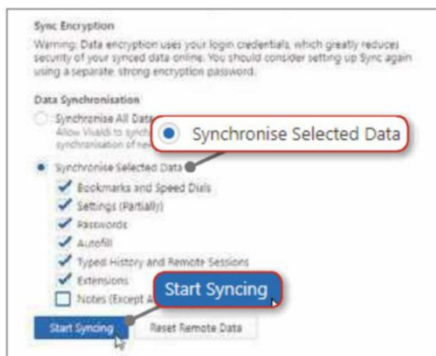 Sync Encryption
Warning: Data encryption uses your login credentials, which greatly reduces
security of your synced data online. You should consider setting up Sync again
using a separate, strong encryption password.
Data Synchronisation
Synchronise All Data
Allow Vivaldi to synch
synchronisation of ne
Synchronise Selected Data
Synchronise Selected Data
Bookmarks and Speed Dials
Settings (Partially)
Passwords
Autofill
Typed History and Remote Sessions
Extensions
Notes (Except A
Start Syncing
Start Syncing
Reset Remote Data